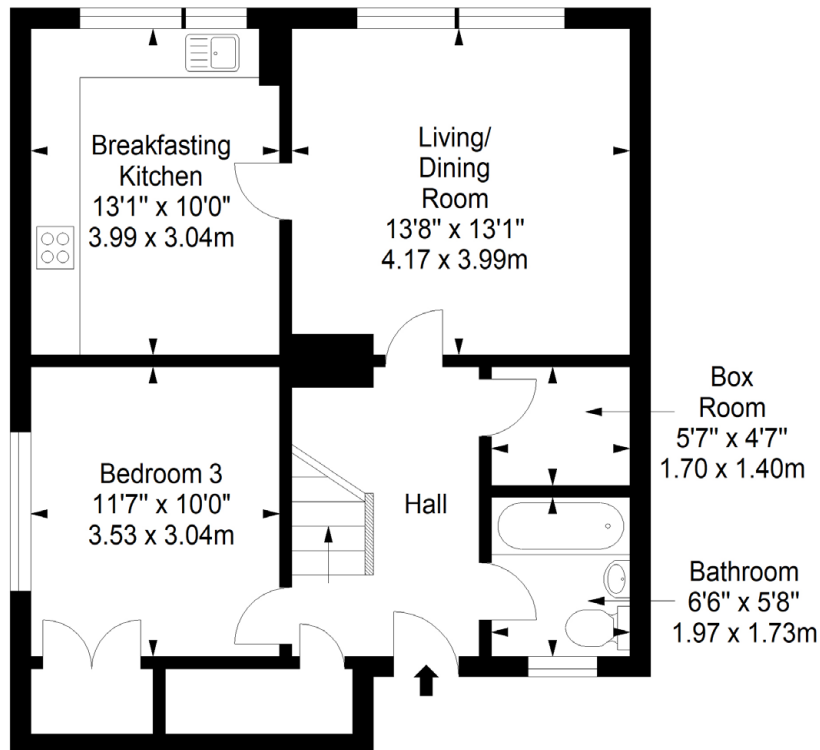 Breakfasting
Kitchen
13'1" x 10'0"
3.99 x 3.04m
Living/
Dining
Room
13'8" x 13'1"
4.17 x 3.99m
Box
Room
5'7" x 4'7"
1.70 x 1.40m
Bedroom 3
11'7" x 10'0"
3.53 x 3.04m
Hall
Bathroom
6'6" x 5'8"
1.97 x 1.73m